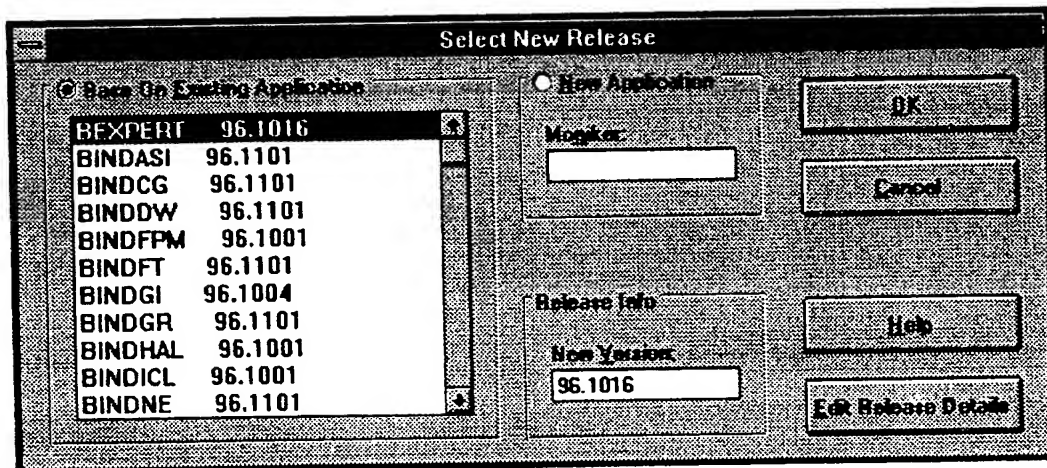 Select New Release
Base On Existing Application
BEXPERT 96.1016
BINDASI 96.1101
BINDCG 96.1101
BINDDW 96.1101
BINDFPM 96.1001
BINDFT 96.1101
BINDGI 96.1004
BINDGR 96.1101
BINDHAL 96.1001
BINDICL 96.1001
BINDNE 96.1101
New Application
Moniker:
Release Info
New Version:
96.1016
OK
Cancel
Help
Edit Release Details